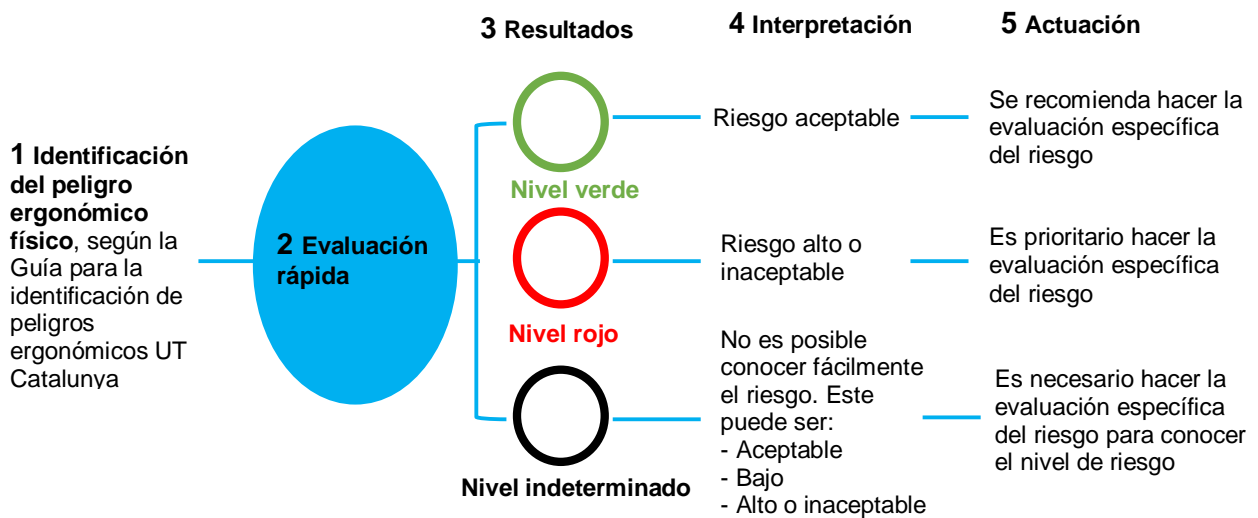 1 Identificación
del peligro
ergonómico
físico, según la
Guía para la
identificación de
peligros
ergonómicos UT
Catalunya
2 Evaluación
rápida
3 Resultados
Nivel verde
Nivel rojo
Nivel indeterminado
4 Interpretación
Riesgo aceptable
Riesgo alto o
inaceptable
No es posible
conocer fácilmente
el riesgo. Este
puede ser:
- Aceptable
- Bajo
- Alto o inaceptable
5 Actuación
Se recomienda hacer la
evaluación específica
del riesgo
Es prioritario hacer la
evaluación específica
del riesgo
Es necesario hacer la
evaluación específica
del riesgo para conocer
el nivel de riesgo